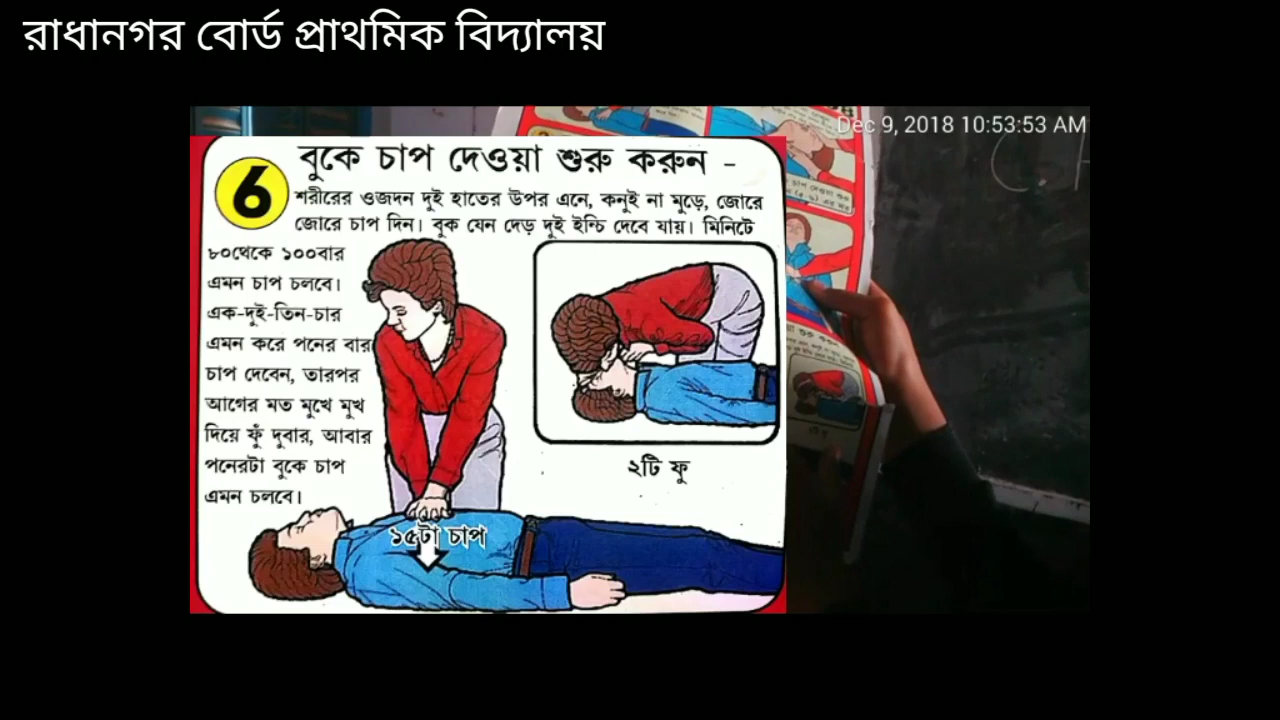 রাধানগর বোর্ড প্রাথমিক বিদ্যালয়
Dec 9, 2018 10:53:53 AM
6
বুকে চাপ দেওয়া শুরু করুন -
শরীরের ওজদন দুই হাতের উপর এনে, কনুই না মুড়ে, জোরে
জোরে চাপ দিন। বুক যেন দেড় দুই ইন্চি দেবে যায়। মিনিটে
৮০থেকে ১০০বার
এমন চাপ চলবে।
এক-দুই-তিন-চার
এমন করে পনের বার
চাপ দেবেন, তারপর
আগের মত মুখে মুখ
দিয়ে ফুঁ দুবার, আবার
পনেরটা বুকে চাপ
এমন চলবে।
২টি ফু
১৫টা চাপ